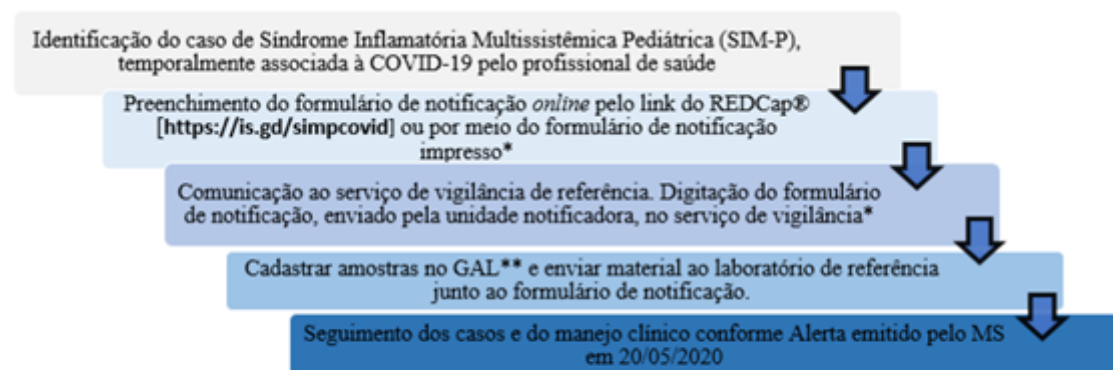 Identificação do caso de Síndrome Inflamatória Multissistêmica Pediátrica (SIM-P),
temporalmente associada à COVID-19 pelo profissional de saúde
Preenchimento do formulário de notificação online pelo link do REDCap®
[https://is.gd/simpcovid] ou por meio do formulário de notificação
impresso*
Comunicação ao serviço de vigilância de referência. Digitação do formulário
de notificação, enviado pela unidade notificadora, no serviço de vigilância*
Cadastrar amostras no GAL** e enviar material ao laboratório de referência
junto ao formulário de notificação.
Seguimento dos casos e do manejo clínico conforme Alerta emitido pelo MS
em 20/05/2020